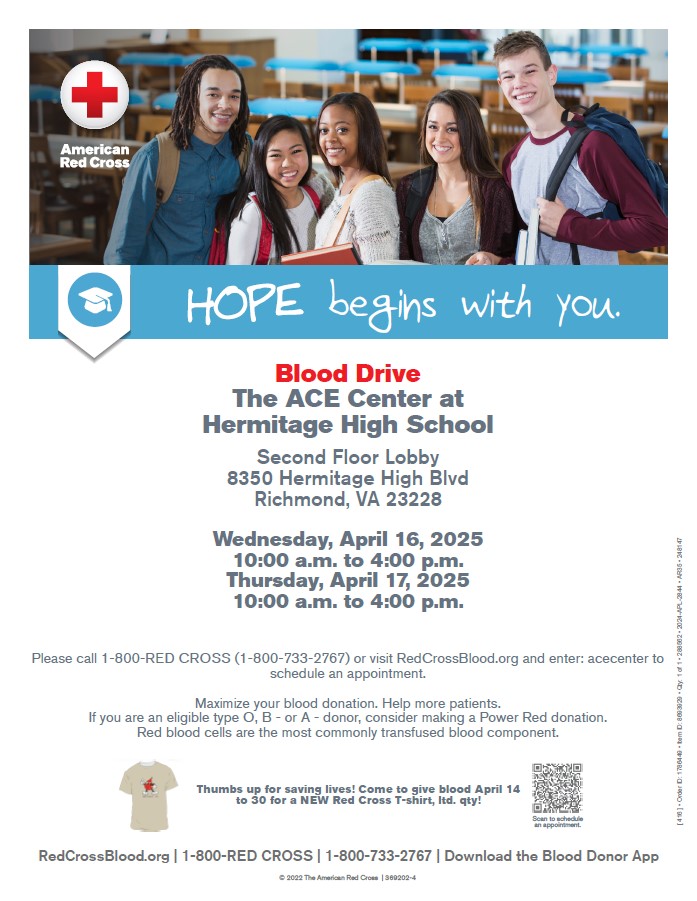 American
Red Cross
HOPE begins with you.
Blood Drive
The ACE Center at
Hermitage High School
Second Floor Lobby
8350 Hermitage High Blvd
Richmond, VA 23228
Wednesday, April 16, 2025
10:00 a.m. to 4:00 p.m.
Thursday, April 17, 2025
10:00 a.m. to 4:00 p.m.
Please call 1-800-RED CROSS (1-800-733-2767) or visit RedCrossBlood.org and enter: acecenter to
schedule an appointment.
Maximize your blood donation. Help more patients.
If you are an eligible type O, B - or A - donor, consider making a Power Red donation.
Red blood cells are the most commonly transfused blood component.
Thumbs up for saving lives! Come to give blood April 14
to 30 for a NEW Red Cross T-shirt, ltd. qty!
Scan to schedule
an appointment.
RedCrossBlood.org | 1-800-RED CROSS | 1-800-733-2767 | Download the Blood Donor App
© 2022 The American Red Cross | 369202-4